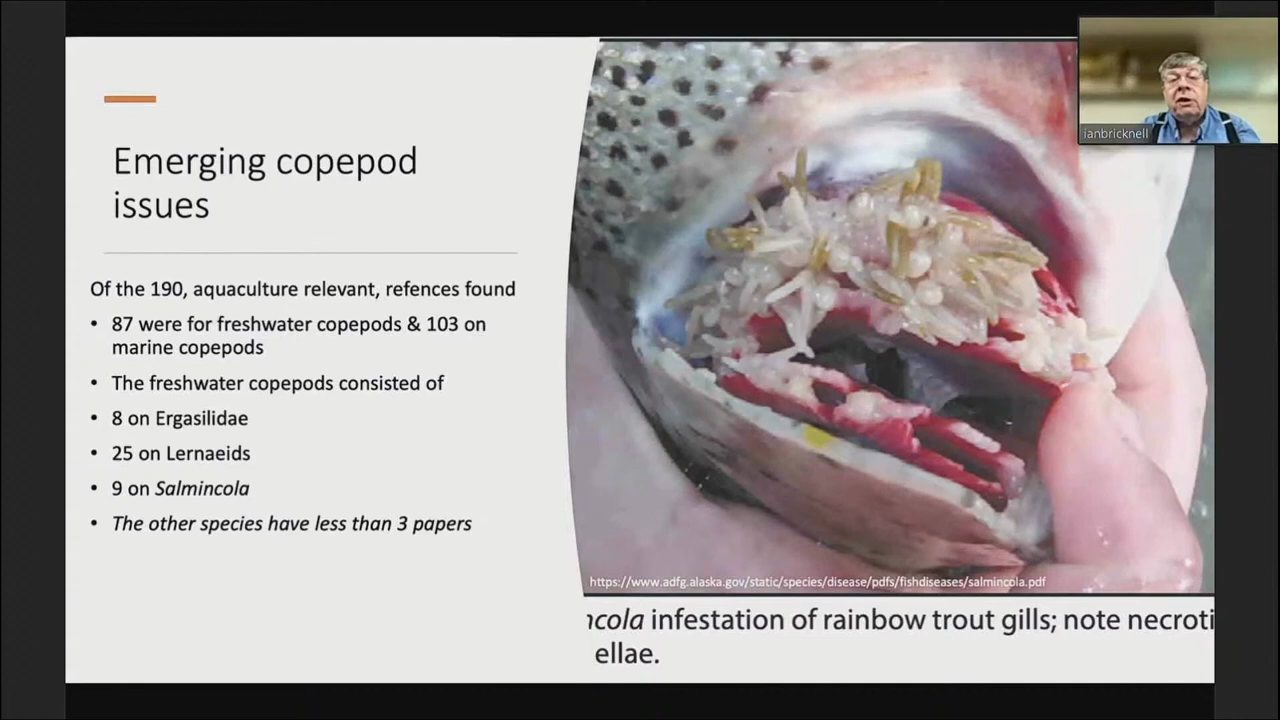 Emerging copepod
issues
Of the 190, aquaculture relevant, refences found
• 87 were for freshwater copepods & 103 on
marine copepods
• The freshwater copepods consisted of
• 8 on Ergasilidae
• 25 on Lernaeids
• 9 on Salmincola
• The other species have less than 3 papers
ianbricknell
https://www.adfg.alaska.gov/static/species/disease/pdfs/fishdiseases/salmincola.pdf
ncola infestation of rainbow trout gills; note necroti
ellae.